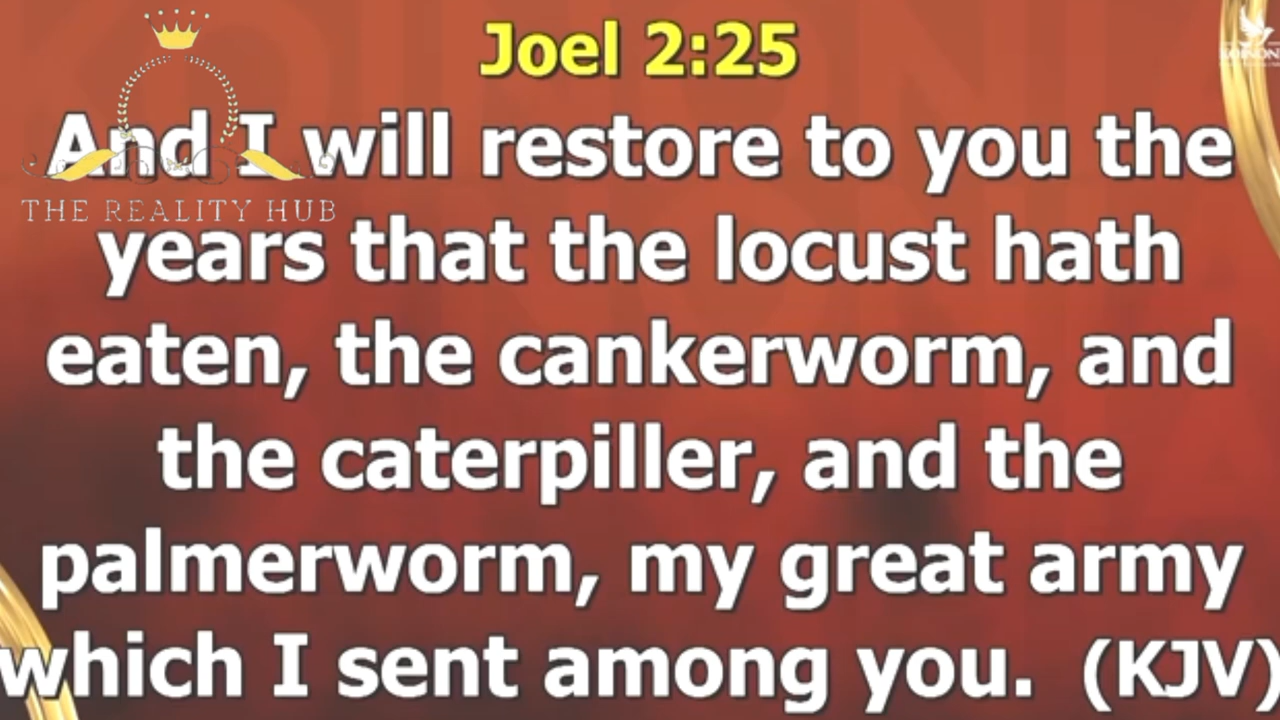 Joel 2:25
And I will restore to you the
THE REALITY HUB
years that the locust hath
eaten, the cankerworm, and
the caterpiller, and the
palmerworm, my great army
which I sent among you. (KJV)